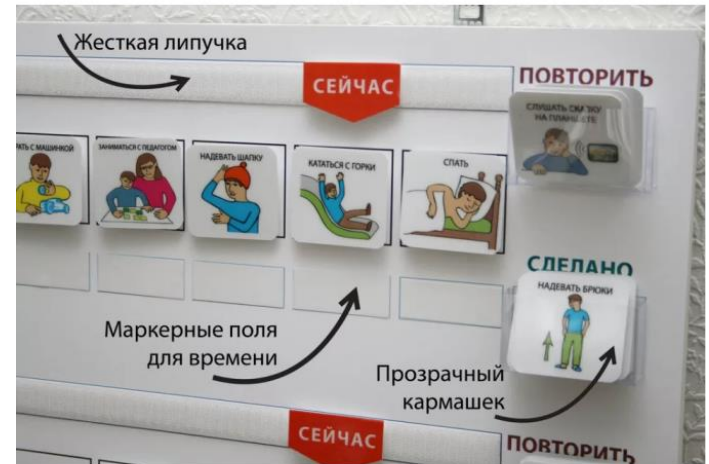 Жесткая липучка
СЕЙЧАС
ПОВТОРИТЬ
СЛУШАТЬ СКАЗКУ
НА ПЛАНШЕТЕ
С МАШИНКОЙ
ЗАНИМАТЬСЯ С ПЕДАГОГОМ
НАДЕВАТЬ ШАПКУ
КАТАТЬСЯ С ГОРКИ
СПАТЬ
СДЕЛАНО
НАДЕВАТЬ БРЮКИ
Маркерные поля
для времени
Прозрачный
кармашек
СЕЙЧАС
ПОВТОРИТЬ